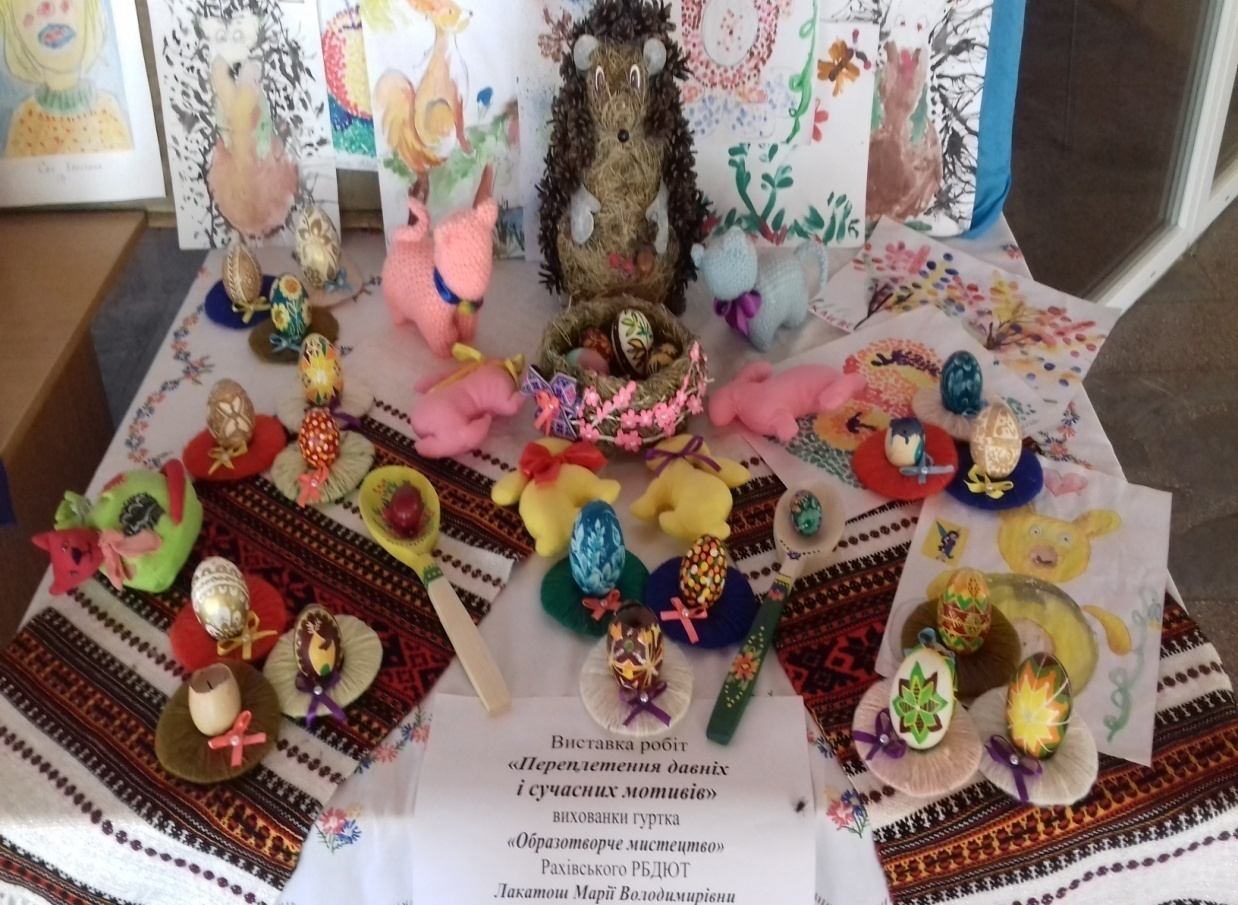 Виставка робіт
«Переплетення давніх
і сучасних мотивів»
вихованки гуртка
«Образотворче мистецтво»
Рахівського РБДЮТ
Лакатош Марії Володимирівни